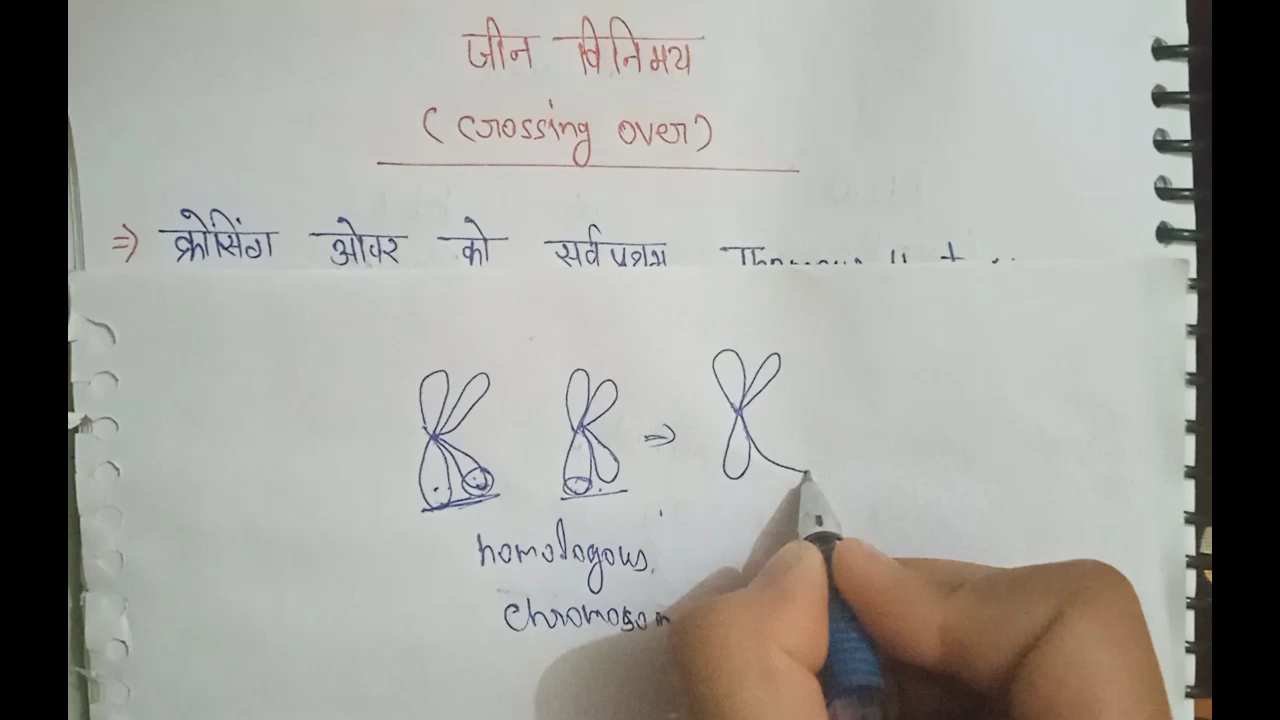 जीन विनिमय
(crossing over)
⇒ क्रोसिंग ओवर को सर्वप्रथम
⇒
homologous
chromosom